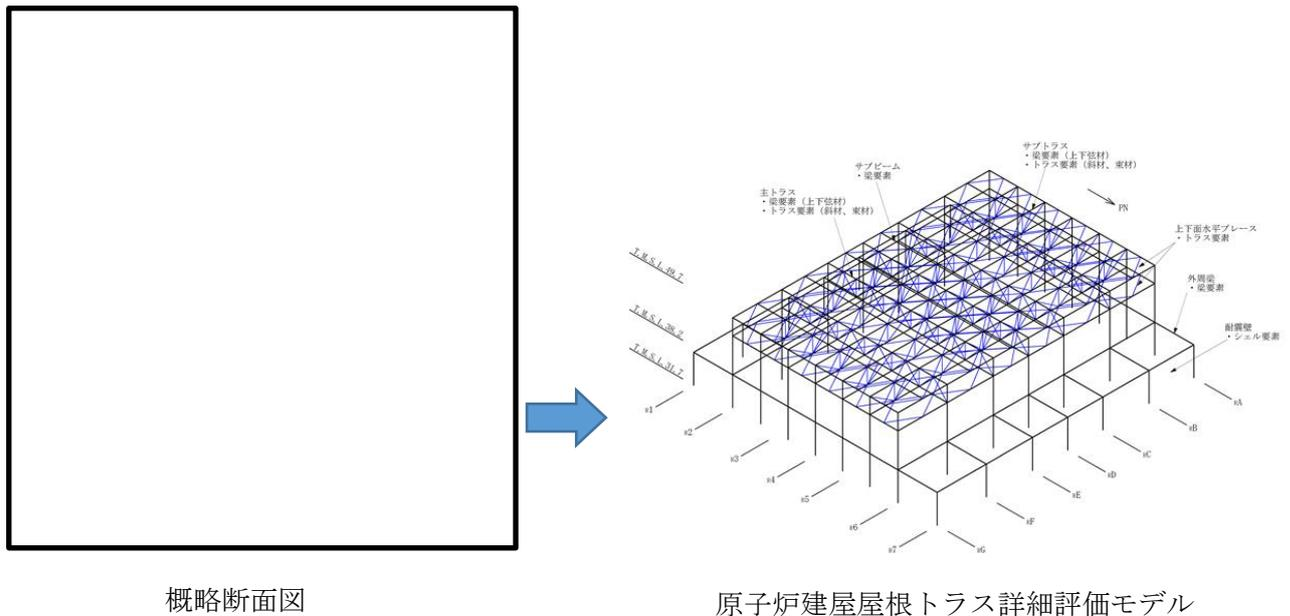 サブトラス
・梁要素（上下弦材）
・トラス要素（斜材、束材）
サブビーム
・梁要素
主トラス
・梁要素（上下弦材）
・トラス要素（斜材、束材）
PN
上下面水平ブレース
・トラス要素
外周梁
・梁要素
耐震壁
・シェル要素
T.M.S.L.49.7
T.M.S.L.38.2
T.M.S.L.31.7
R1
R2
R3
R4
R5
R6
R7
RA
RB
RC
RD
RE
RF
RG
概略断面図
原子炉建屋屋根トラス詳細評価モデル